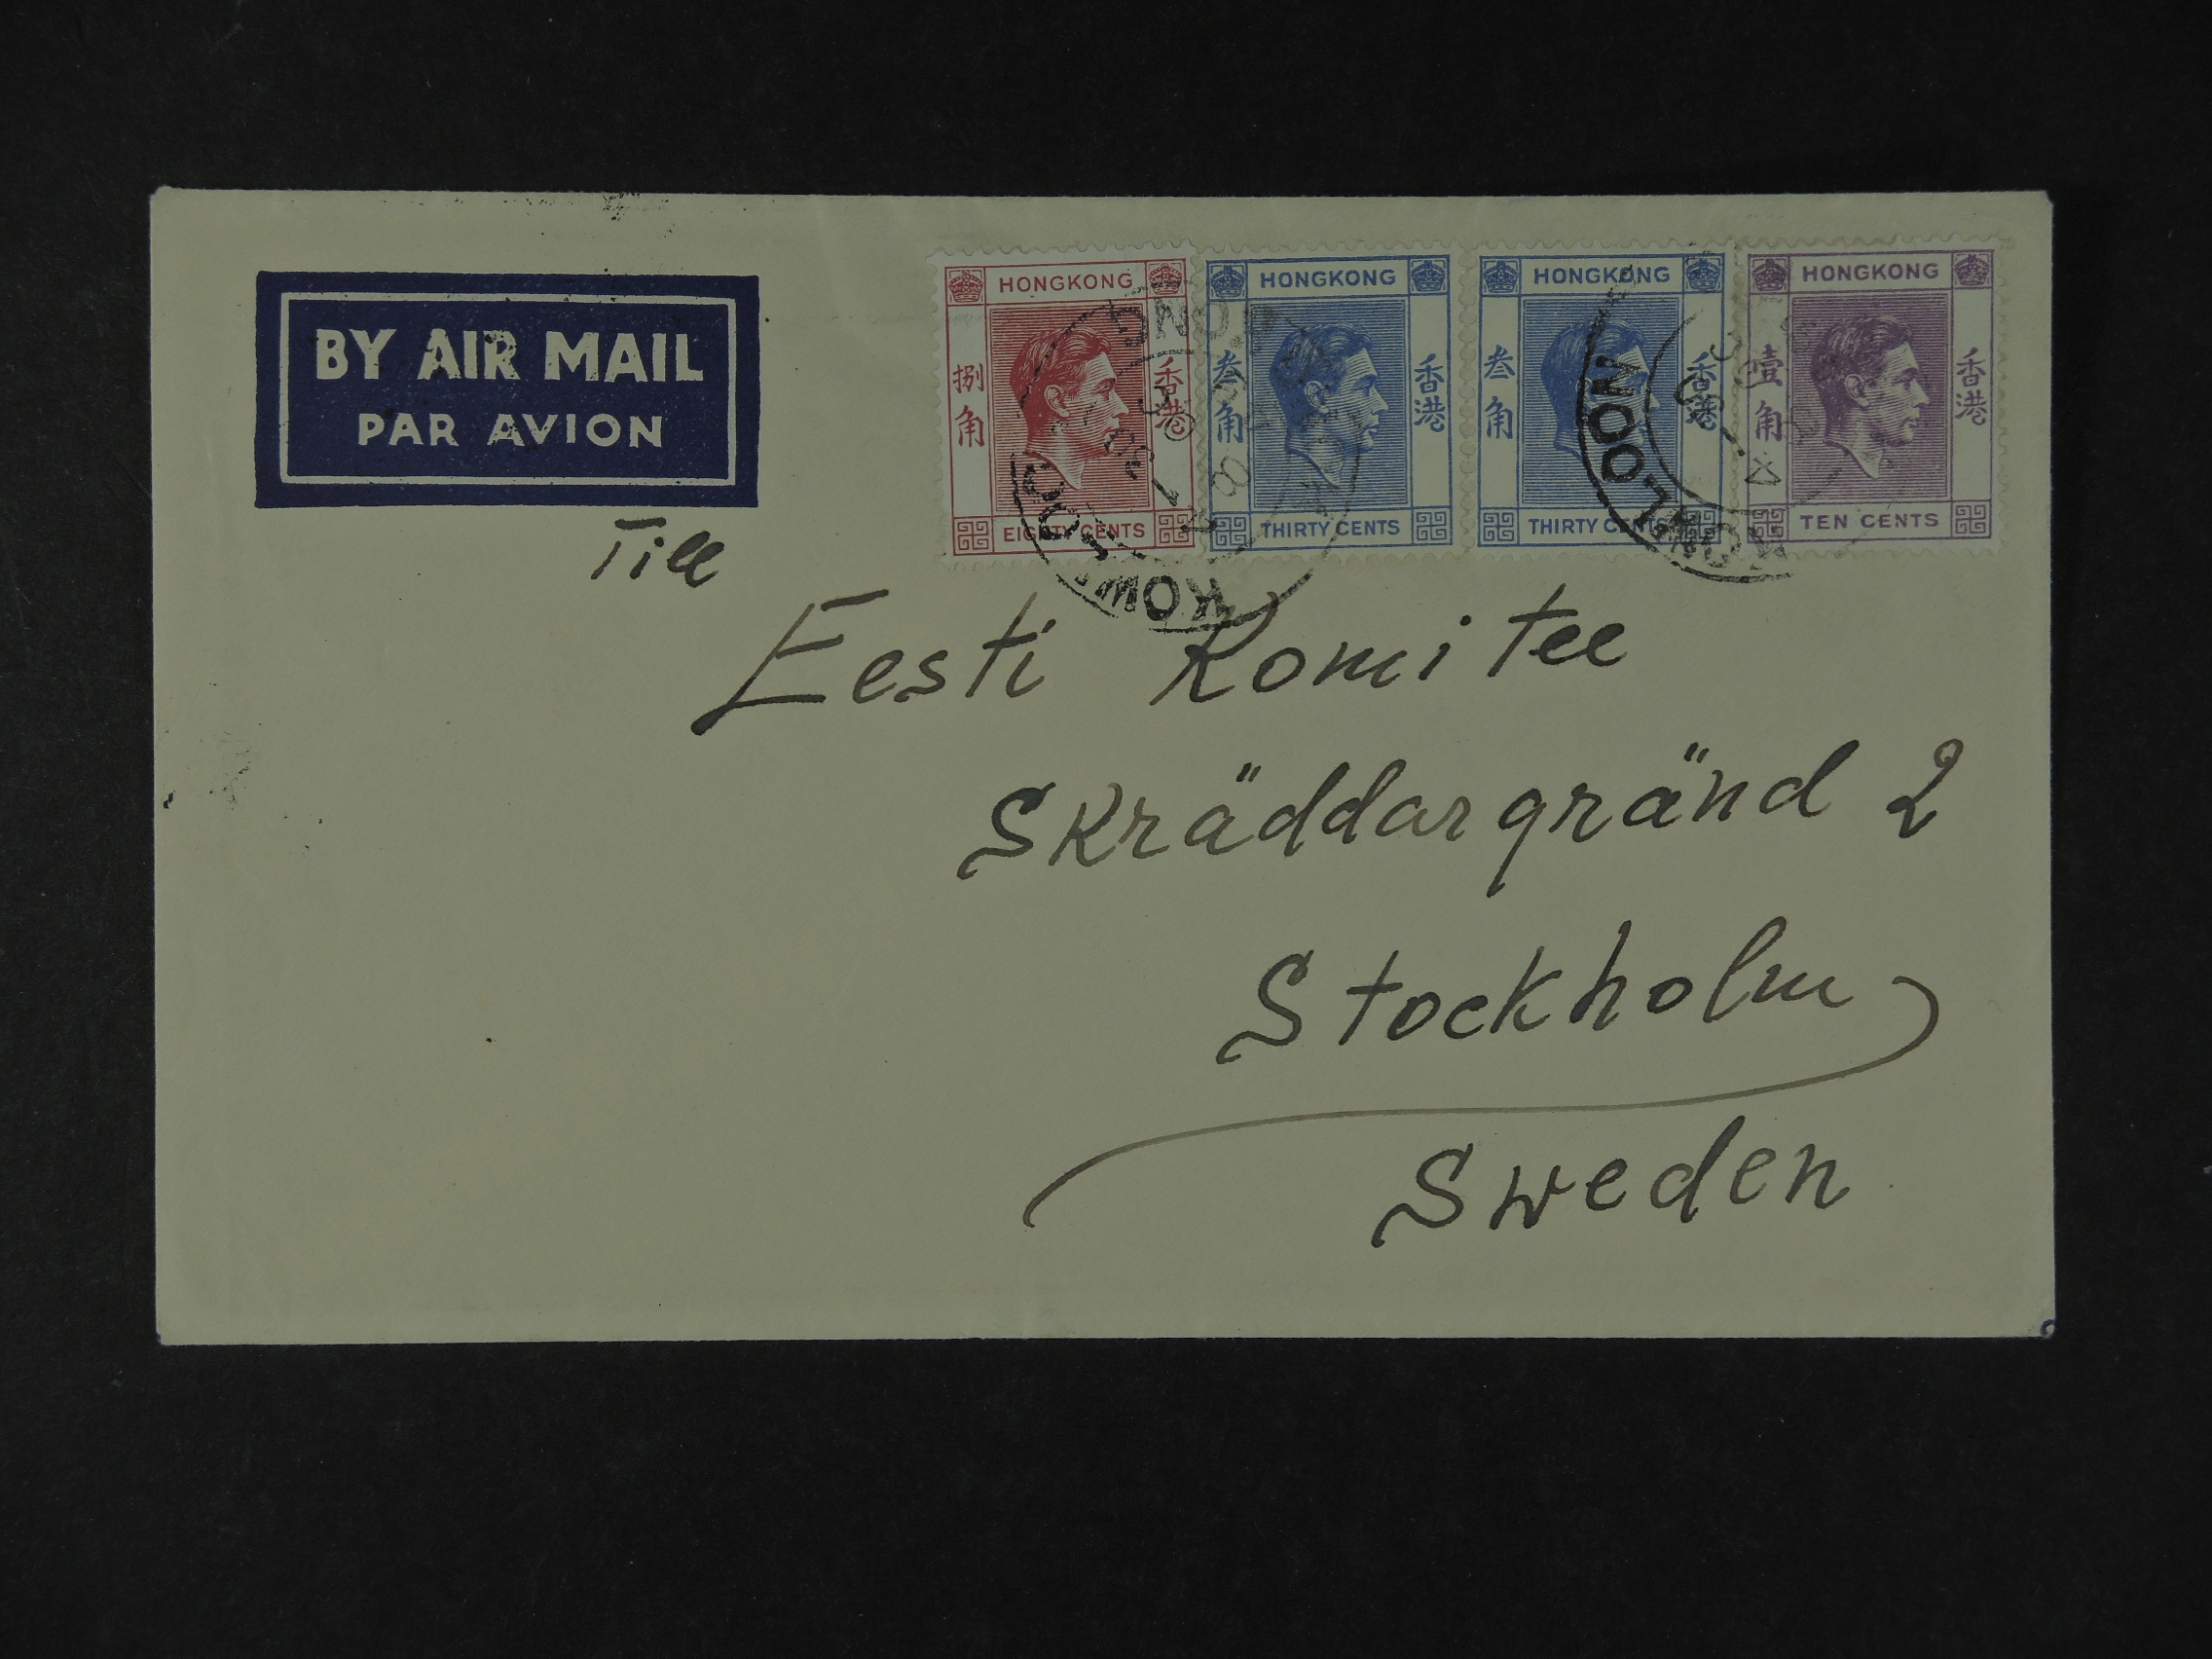 BY AIR MAIL
PAR AVION
HONGKONG
捌角
香港
EIGHTY CENTS
HONGKONG
叁角
香港
THIRTY CENTS
HONGKONG
叁角
香港
THIRTY CENTS
HONGKONG
壹角
香港
TEN CENTS
KOWLOON
Till
Eesti Komitee
Skräddargränd 2
Stockholm
Sweden